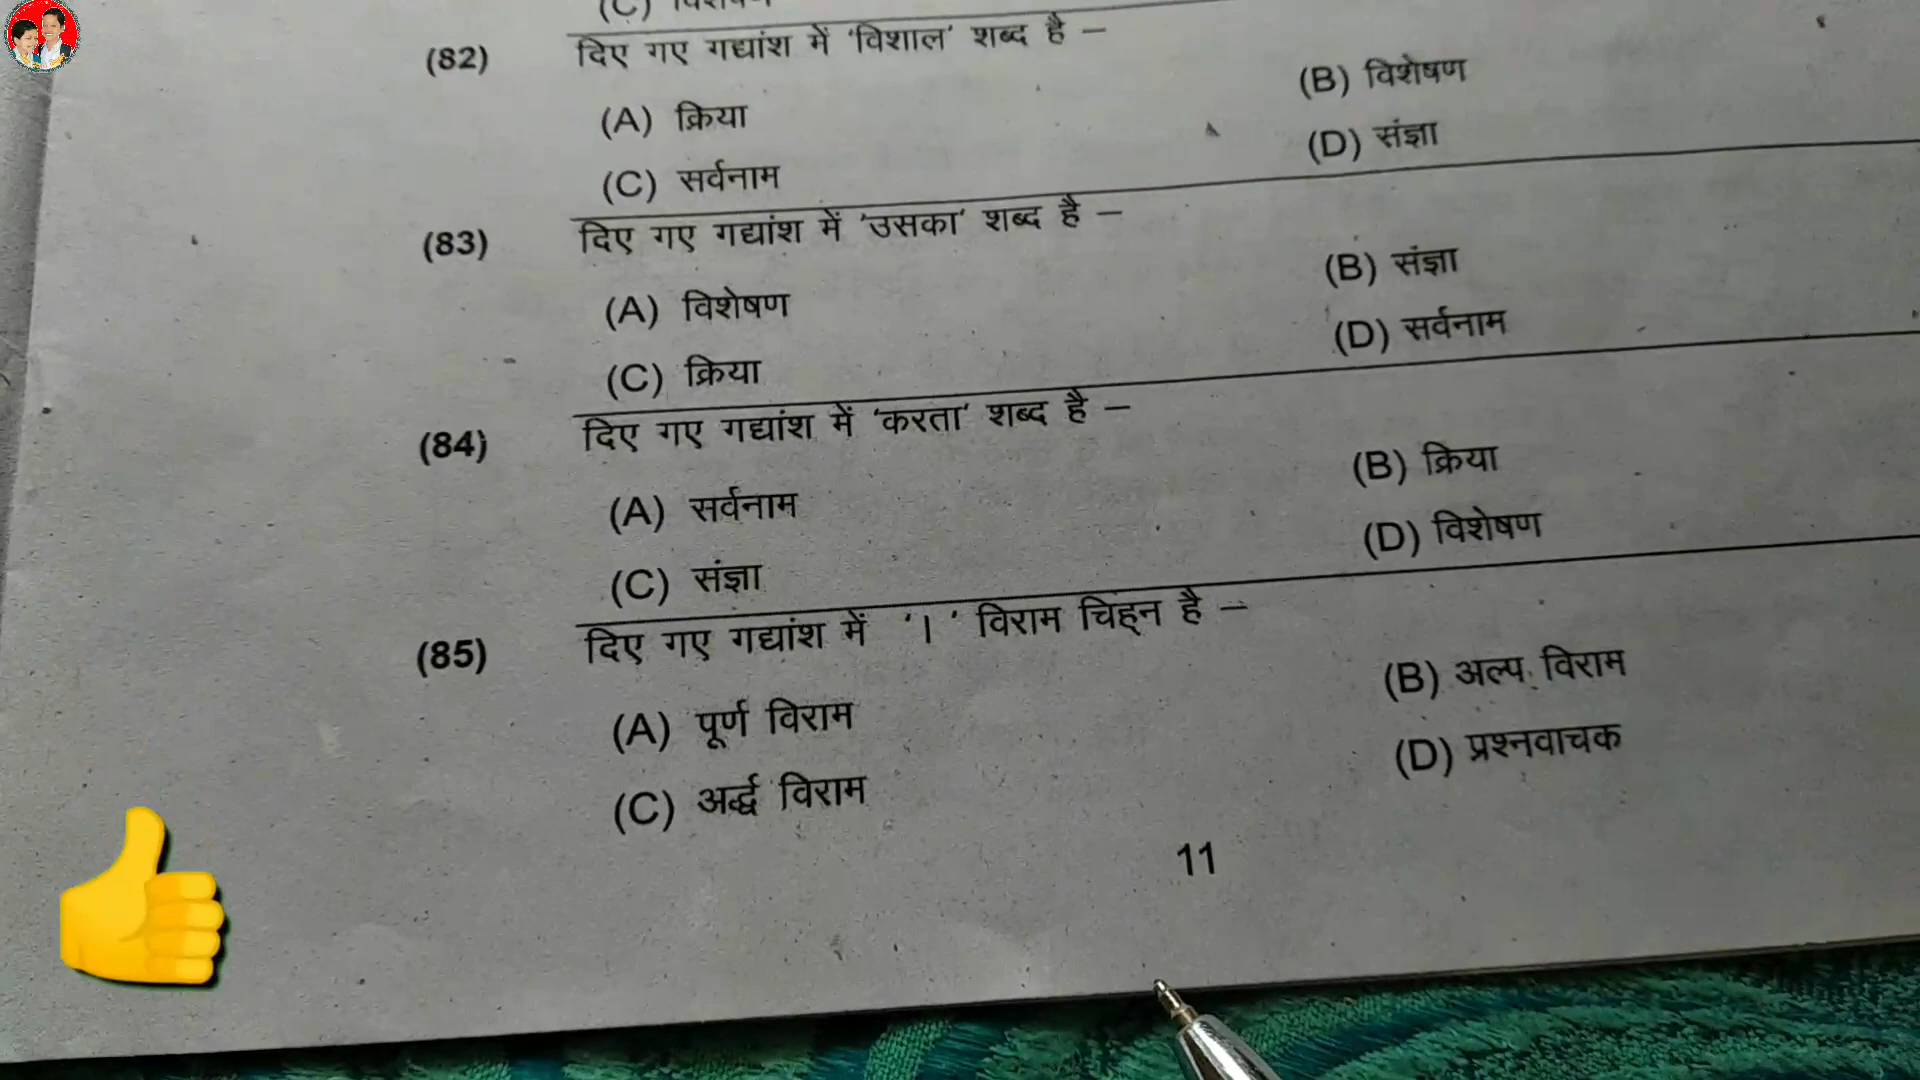 (82) दिए गए गद्यांश में 'विशाल' शब्द है –
(A) क्रिया (B) विशेषण
(C) सर्वनाम (D) संज्ञा
(83) दिए गए गद्यांश में 'उसका' शब्द है –
(A) विशेषण (B) संज्ञा
(C) क्रिया (D) सर्वनाम
(84) दिए गए गद्यांश में 'करता' शब्द है –
(A) सर्वनाम (B) क्रिया
(C) संज्ञा (D) विशेषण
(85) दिए गए गद्यांश में '।' विराम चिह्न है –
(A) पूर्ण विराम (B) अल्प विराम
(C) अर्द्ध विराम (D) प्रश्नवाचक
11